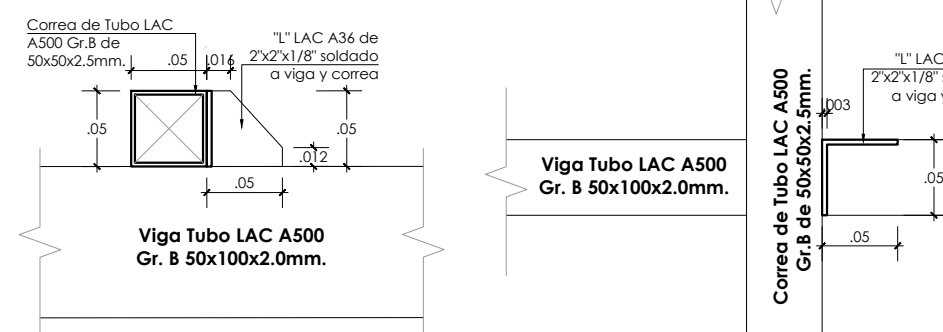 Correa de Tubo LAC
A500 Gr.B de
50x50x2.5mm.
.05
.016
"L" LAC A36 de
2"x2"x1/8" soldado
a viga y correa
.05
.05
.012
.05
Viga Tubo LAC A500
Gr. B 50x100x2.0mm.
Viga Tubo LAC A500
Gr. B 50x100x2.0mm.
Correa de Tubo LAC A500
Gr.B de 50x50x2.5mm.
.003
"L" LAC
2"x2"x1/8"
a viga
.05
.05